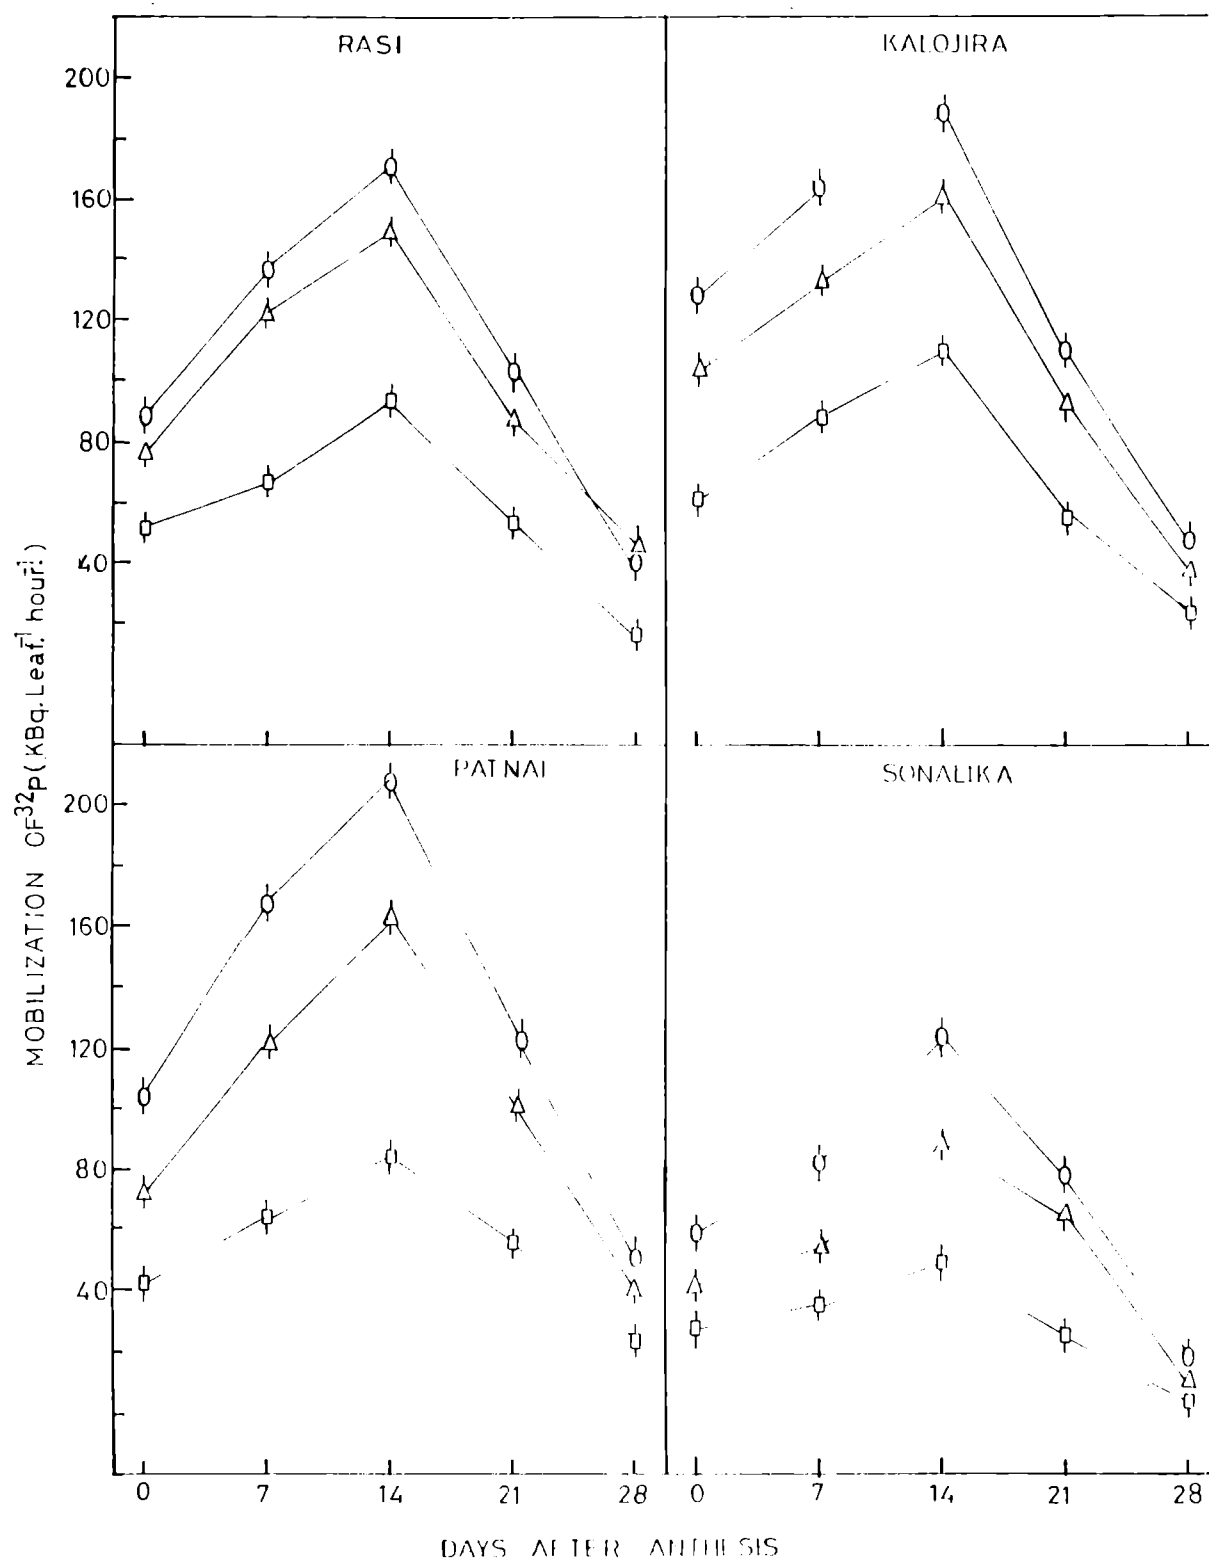 RASI
KALOJIRA
200
160
120
80
40
PATNAI
SONALIKA
200
160
120
80
40
MOBILIZATION OF ³²P (KBq. Leaf.⁻¹ hour.⁻¹)
0 7 14 21 28 0 7 14 21 28
DAYS AFTER ANTHESIS